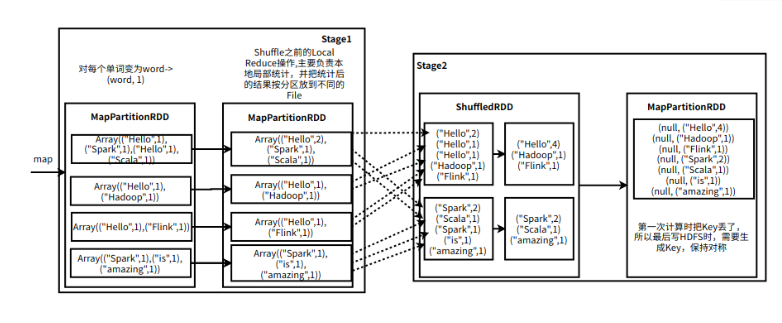 Stage1
对每个单词变为word->
(word, 1)
Shuffle之前的Local
Reduce操作,主要负责本
地局部统计，并把统计后
的结果按分区放到不同的
File
map
MapPartitionRDD
Array(("Hello",1),
("Spark",1),("Hello",1),
("Scala",1))
Array(("Hello",1),
("Hadoop",1))
Array(("Hello",1),("Flink",1))
Array(("Spark",1),("is",1),
("amazing",1))
MapPartitionRDD
Array(("Hello",2),
("Spark",1),
("Scala",1))
Array(("Hello",1),
("Hadoop",1))
Array(("Hello",1),
("Flink",1))
Array(("Spark",1),
("is",1),
("amazing",1))
Stage2
ShuffledRDD
("Hello",2)
("Hello",1)
("Hello",1)
("Hadoop",1)
("Flink",1)
("Hello",4)
("Hadoop",1)
("Flink",1)
("Spark",2)
("Scala",1)
("Spark",1)
("is",1)
("amazing",1)
("Spark",2)
("Scala",1)
("amazing",1)
MapPartitionRDD
(null, ("Hello",4))
(null, ("Hadoop",1))
(null, ("Flink",1))
(null, ("Spark",2))
(null, ("Scala",1))
(null, ("is",1))
(null, ("amazing",1))
第一次计算时把Key丢了，
所以最后写HDFS时，需要生
成Key，保持对称